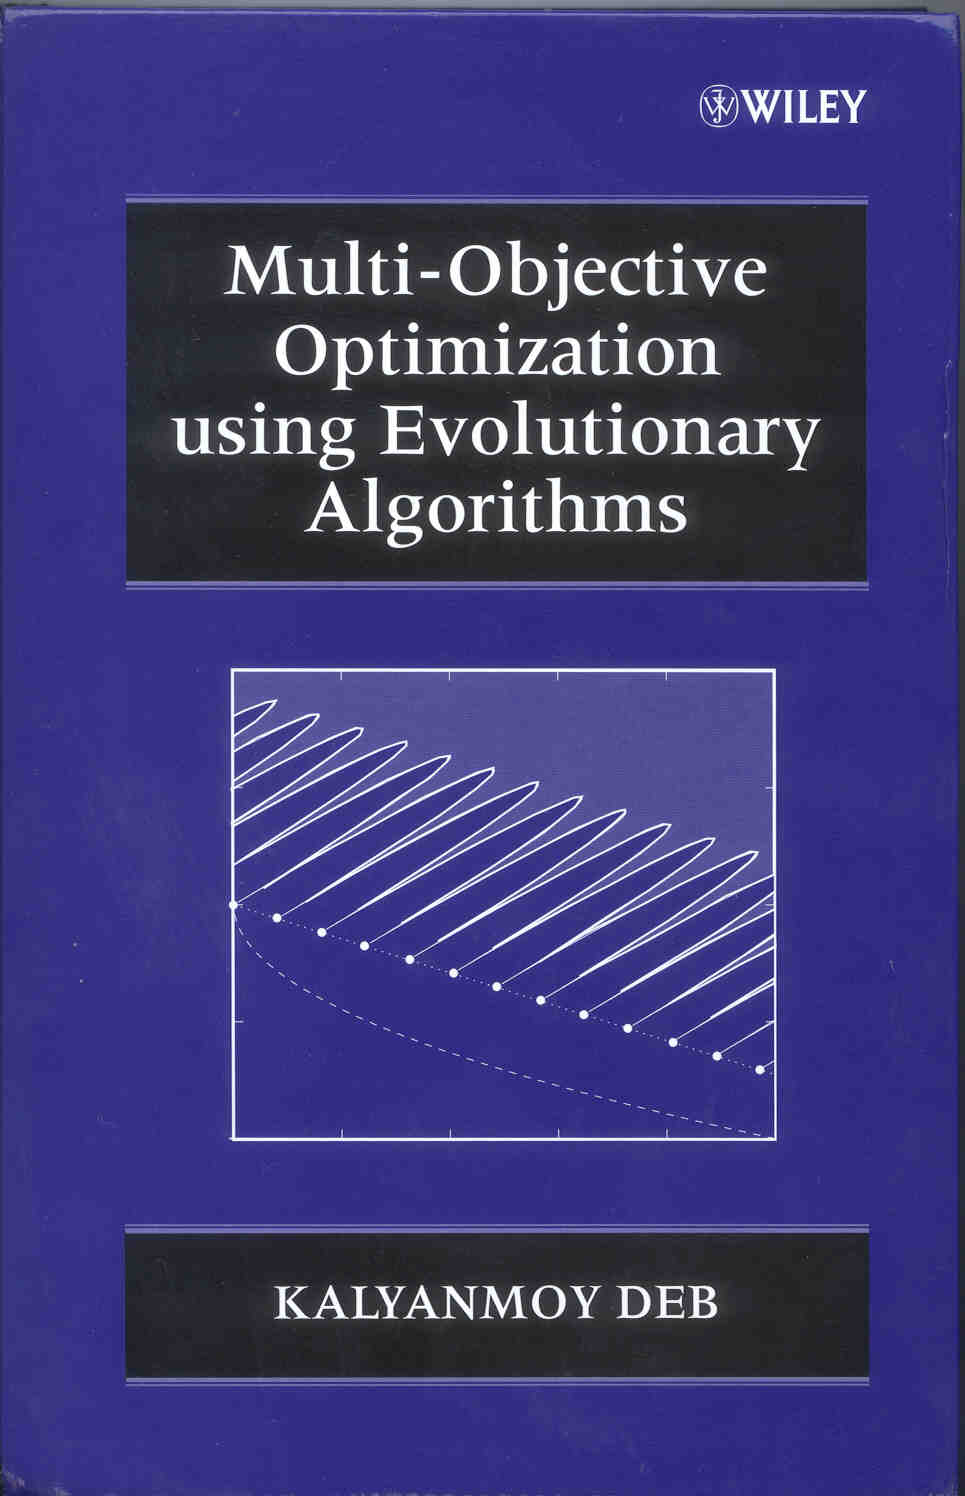 WILEY
Multi-Objective
Optimization
using Evolutionary
Algorithms
KALYANMOY DEB